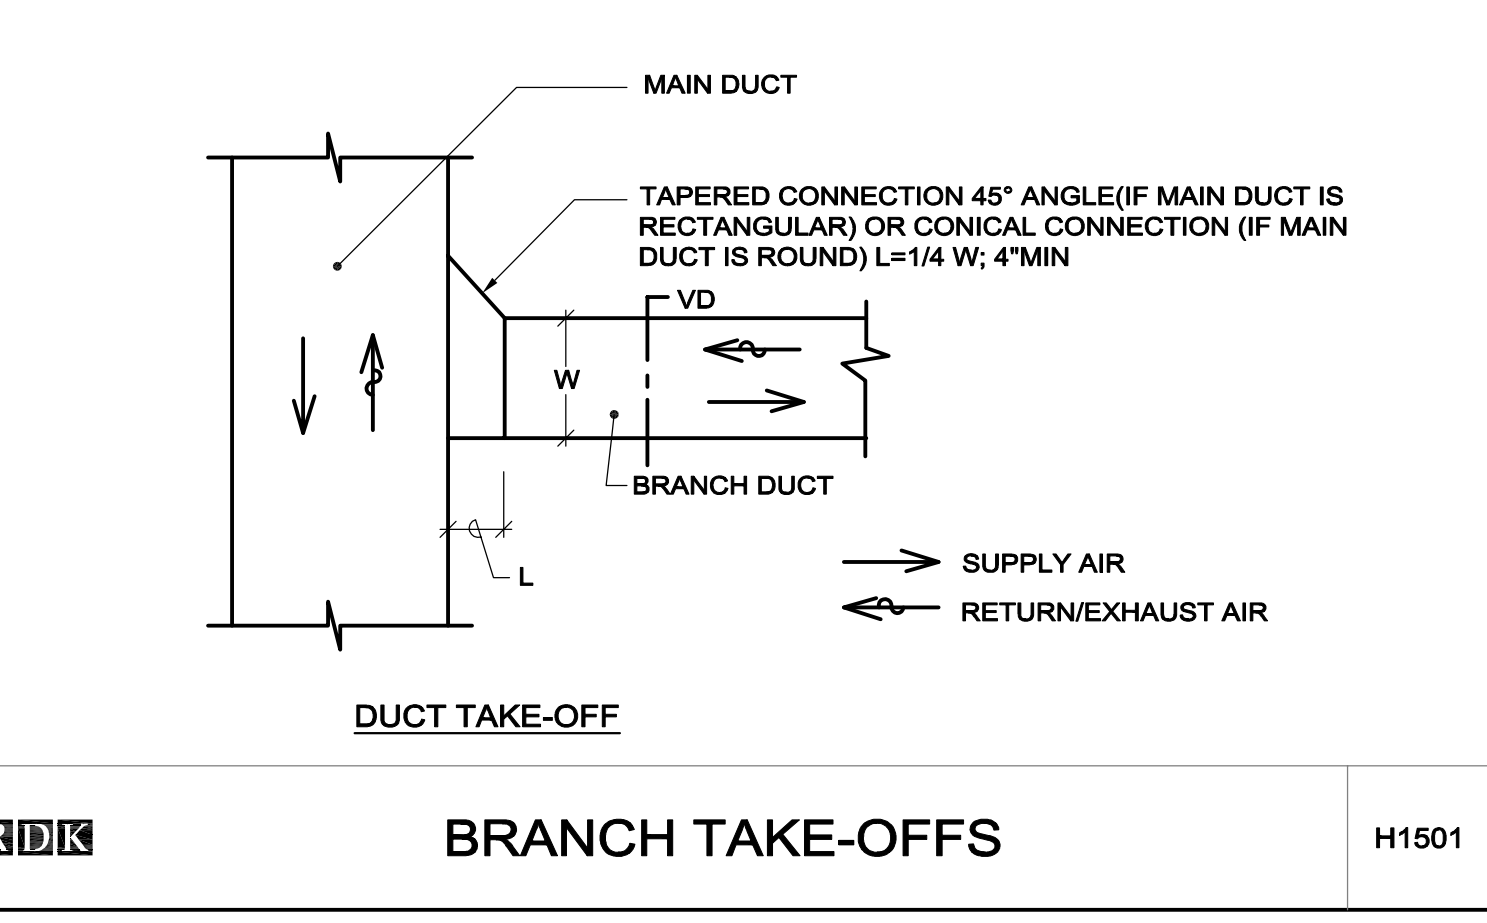 MAIN DUCT
TAPERED CONNECTION 45° ANGLE(IF MAIN DUCT IS
RECTANGULAR) OR CONICAL CONNECTION (IF MAIN
DUCT IS ROUND) L=1/4 W; 4"MIN
VD
W
BRANCH DUCT
L
SUPPLY AIR
RETURN/EXHAUST AIR
DUCT TAKE-OFF
RDK
BRANCH TAKE-OFFS
H1501